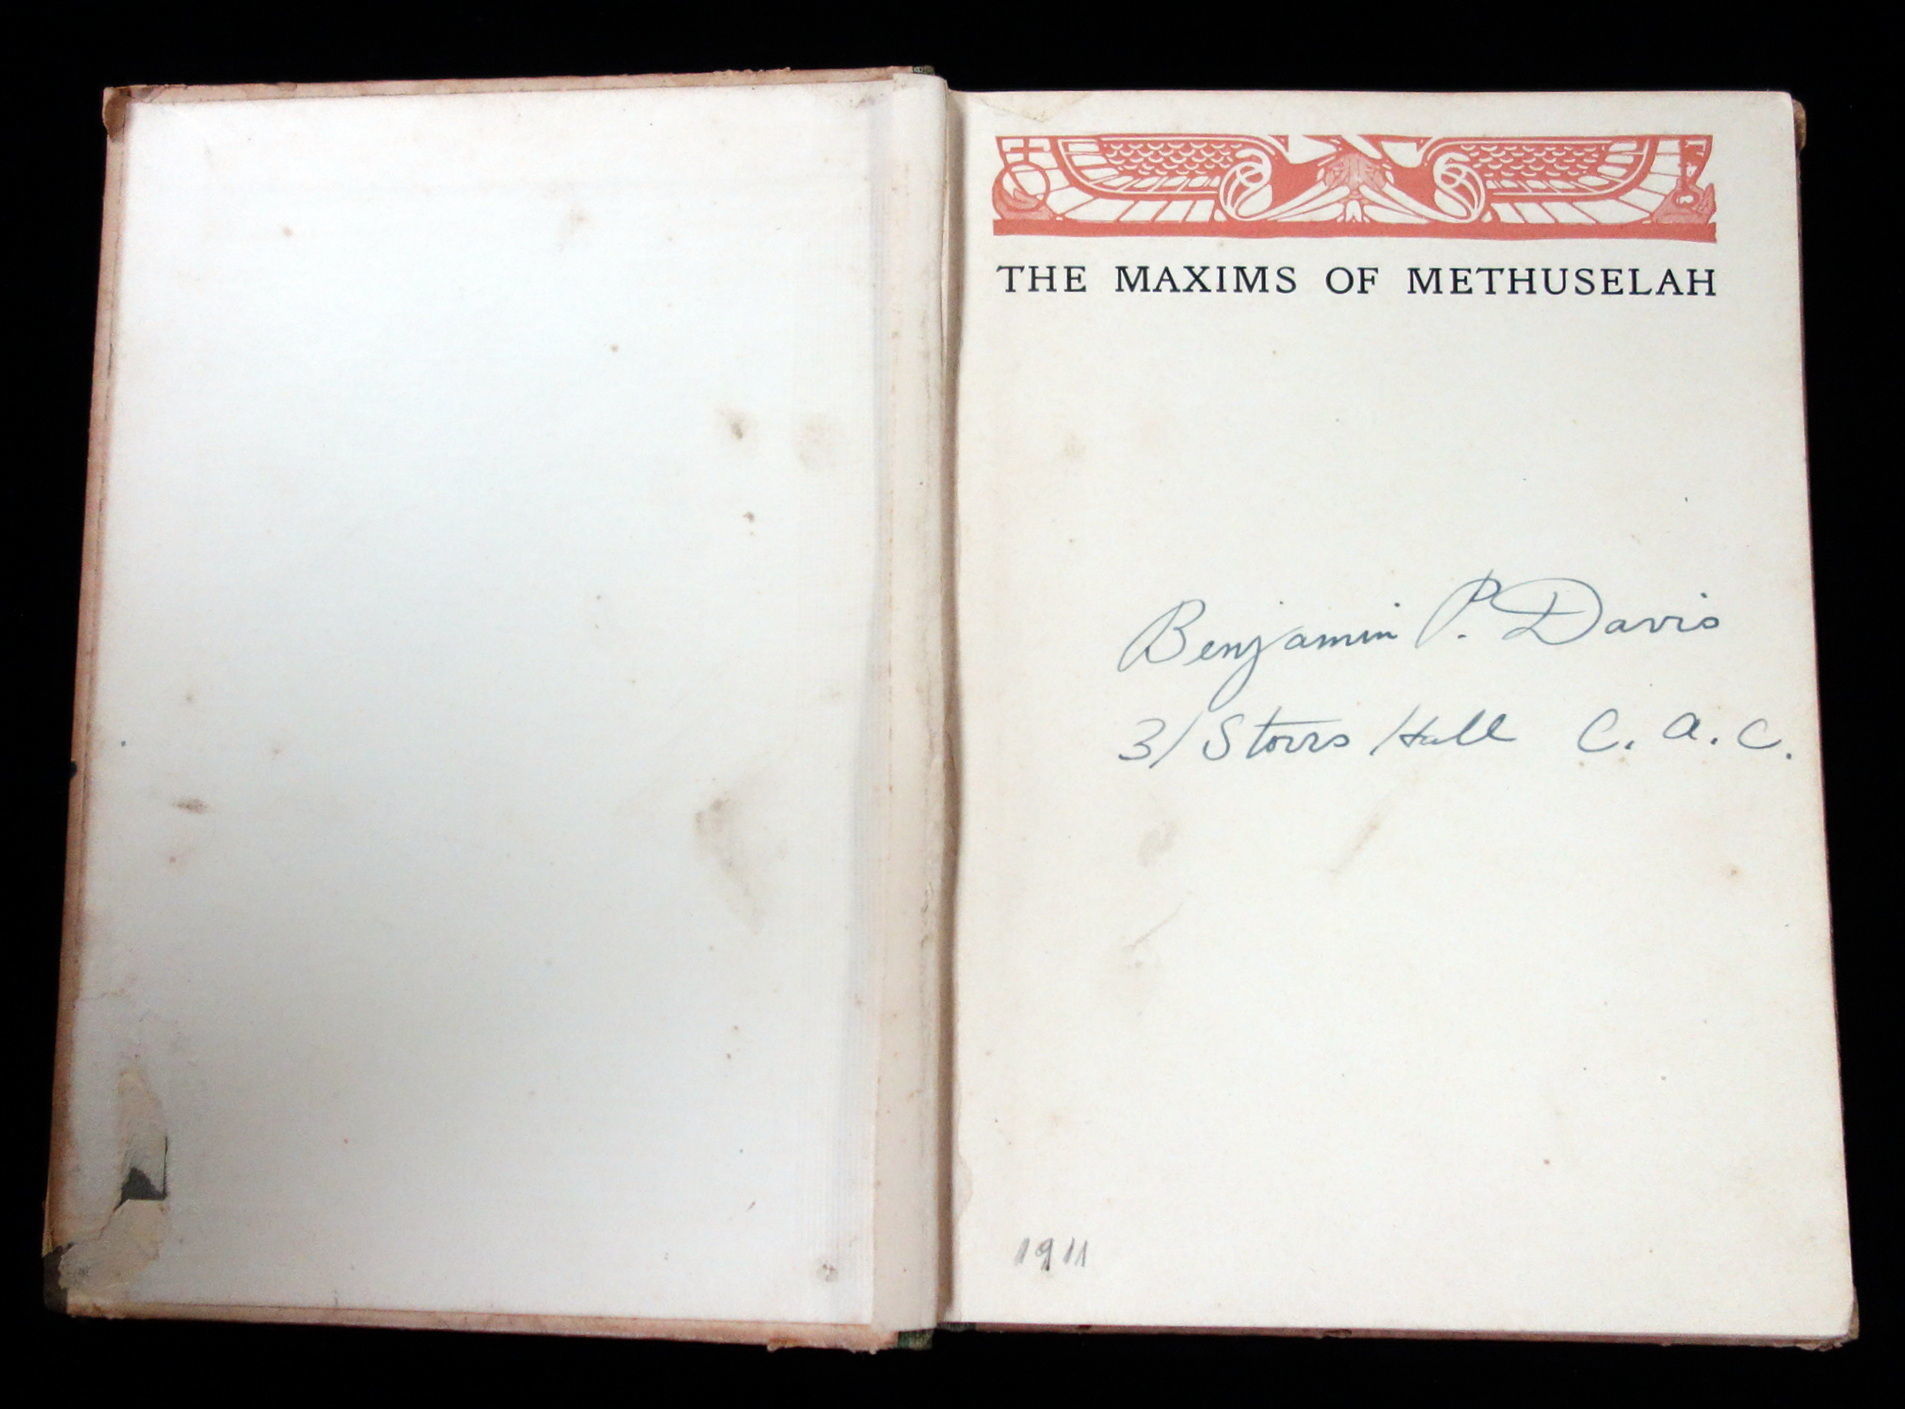 THE MAXIMS OF METHUSELAH
Benjamin P. Davis
31 Storrs Hall C. A. C.
1911